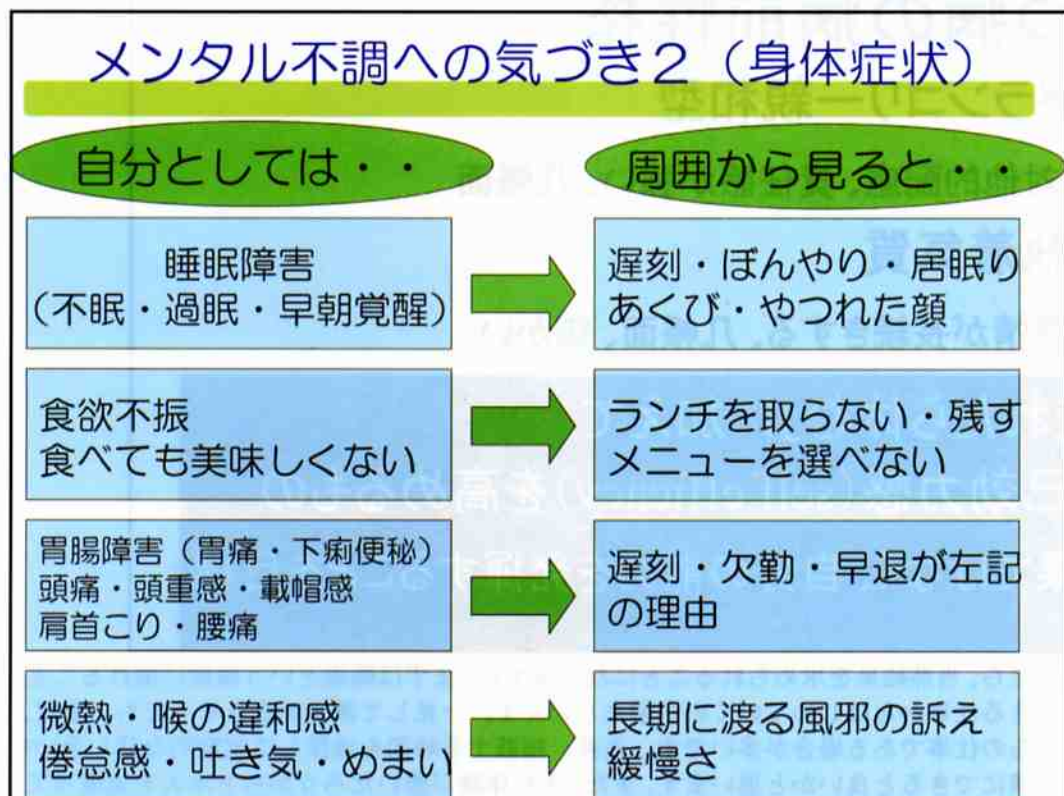 メンタル不調への気づき2（身体症状）
自分としては・・
周囲から見ると・・
睡眠障害
（不眠・過眠・早朝覚醒）
遅刻・ぼんやり・居眠り
あくび・やつれた顔
食欲不振
食べても美味しくない
ランチを取らない・残す
メニューを選べない
胃腸障害（胃痛・下痢便秘）
頭痛・頭重感・載帽感
肩首こり・腰痛
遅刻・欠勤・早退が左記
の理由
微熱・喉の違和感
倦怠感・吐き気・めまい
長期に渡る風邪の訴え
緩慢さ